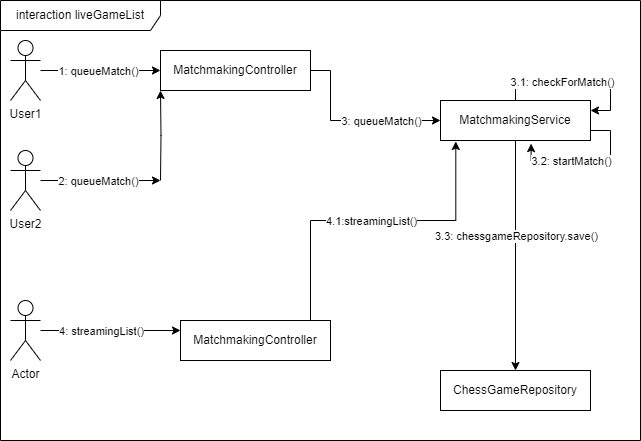 interaction liveGameList
1: queueMatch()
MatchmakingController
User1
3.1: checkForMatch()
3: queueMatch()
MatchmakingService
3.2: startMatch()
2: queueMatch()
User2
4.1:streamingList()
3.3: chessgameRepository.save()
4: streamingList()
MatchmakingController
Actor
ChessGameRepository